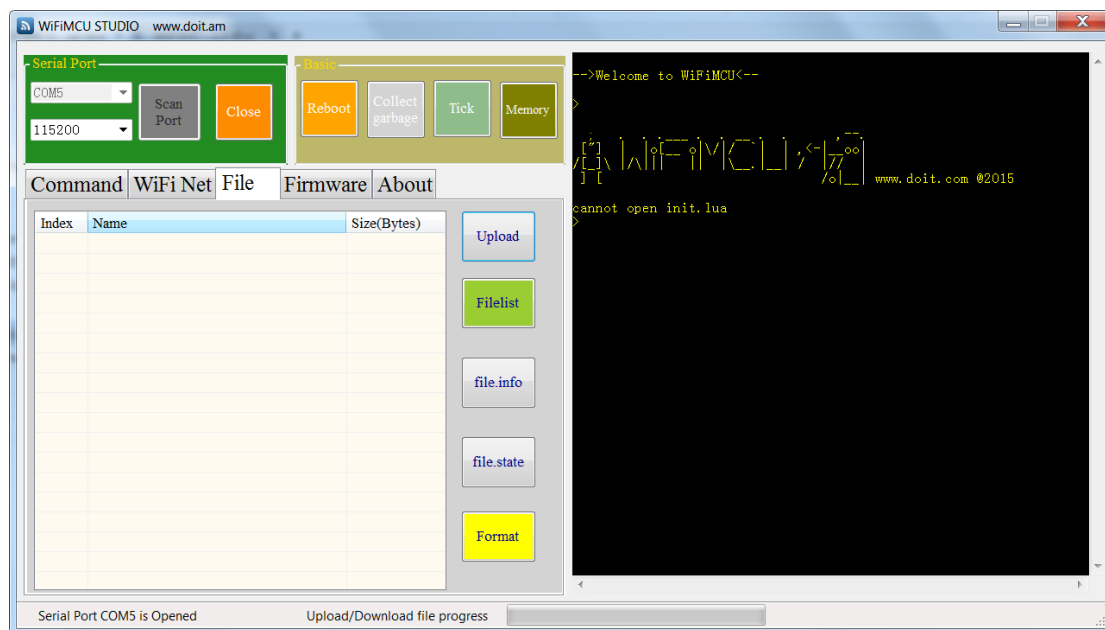 WiFiMCU STUDIO www.doit.am
Serial Port
COM5
115200
Scan
Port
Close
Basic
Reboot
Collect
garbage
Tick
Memory
Command
WiFi Net
File
Firmware
About
Index Name Size(Bytes)
Upload
Filelist
file.info
file.state
Format
-->Welcome to WiFiMCU<--
>
WiFiMCU
www.doit.com @2015
cannot open init.lua
>
Serial Port COM5 is Opened
Upload/Download file progress